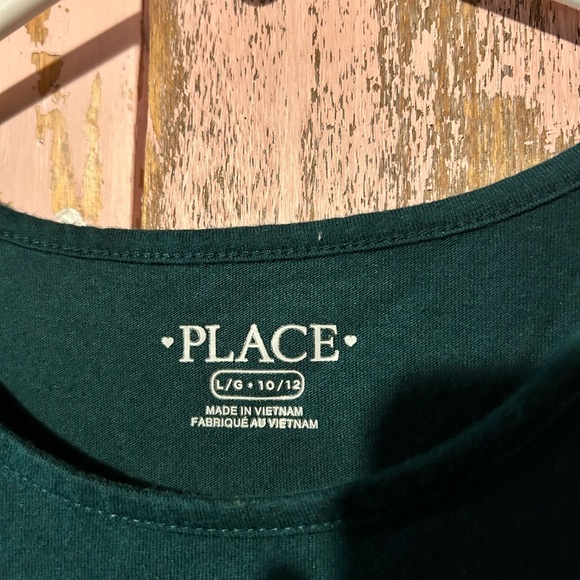 ♥PLACE♥
L/G • 10/12
MADE IN VIETNAM
FABRIQUÉ AU VIETNAM